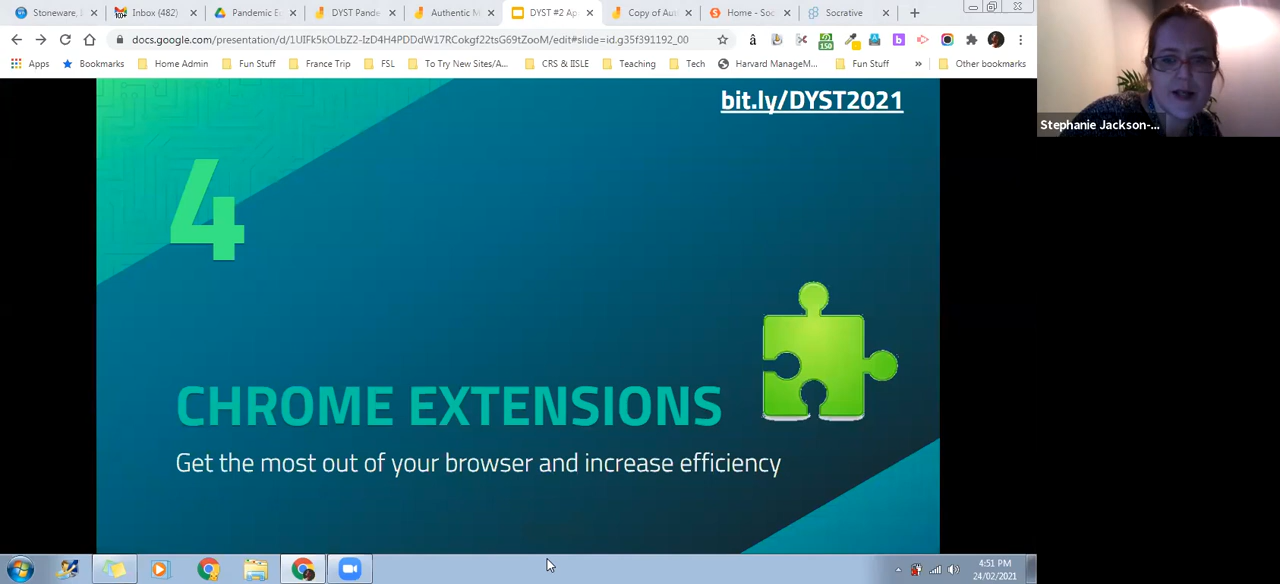 Stoneware, I
Inbox (482)
Pandemic E
DYST Pande
Authentic M
DYST #2 Ap
Copy of Au
Home - Soc
Socrative
docs.google.com/presentation/d/1UIFk5kOLbZ2-IzD4H4PDDdW17RCokgf22tsG69tZooM/edit#slide=id.g35f391192_00
150
Apps
Bookmarks
Home Admin
Fun Stuff
France Trip
FSL
To Try New Sites/A...
CRS & IISLE
Teaching
Tech
Harvard ManageM...
Fun Stuff
»
Other bookmarks
bit.ly/DYST2021
4
CHROME EXTENSIONS
Get the most out of your browser and increase efficiency
Stephanie Jackson-...
4:51 PM
24/02/2021